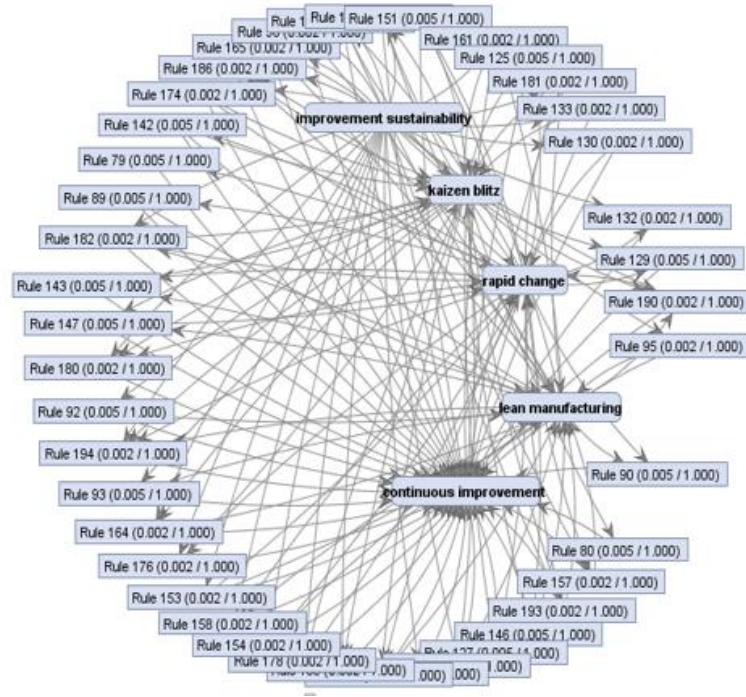 Rule 151 (0.005 / 1.000)
Rule 161 (0.002 / 1.000)
Rule 165 (0.002 / 1.000)
Rule 125 (0.005 / 1.000)
Rule 186 (0.002 / 1.000)
Rule 181 (0.002 / 1.000)
Rule 174 (0.002 / 1.000)
Rule 133 (0.002 / 1.000)
improvement sustainability
Rule 142 (0.005 / 1.000)
Rule 130 (0.002 / 1.000)
Rule 79 (0.005 / 1.000)
kaizen blitz
Rule 89 (0.005 / 1.000)
Rule 132 (0.002 / 1.000)
Rule 182 (0.002 / 1.000)
Rule 129 (0.005 / 1.000)
rapid change
Rule 143 (0.005 / 1.000)
Rule 190 (0.002 / 1.000)
Rule 147 (0.005 / 1.000)
Rule 95 (0.002 / 1.000)
Rule 180 (0.002 / 1.000)
lean manufacturing
Rule 92 (0.005 / 1.000)
Rule 194 (0.002 / 1.000)
Rule 90 (0.005 / 1.000)
continuous improvement
Rule 93 (0.005 / 1.000)
Rule 164 (0.002 / 1.000)
Rule 80 (0.005 / 1.000)
Rule 176 (0.002 / 1.000)
Rule 157 (0.002 / 1.000)
Rule 153 (0.002 / 1.000)
Rule 193 (0.002 / 1.000)
Rule 158 (0.002 / 1.000)
Rule 146 (0.005 / 1.000)
Rule 154 (0.002 / 1.000)
Rule 127 (0.005 / 1.000)
Rule 178 (0.002 / 1.000)